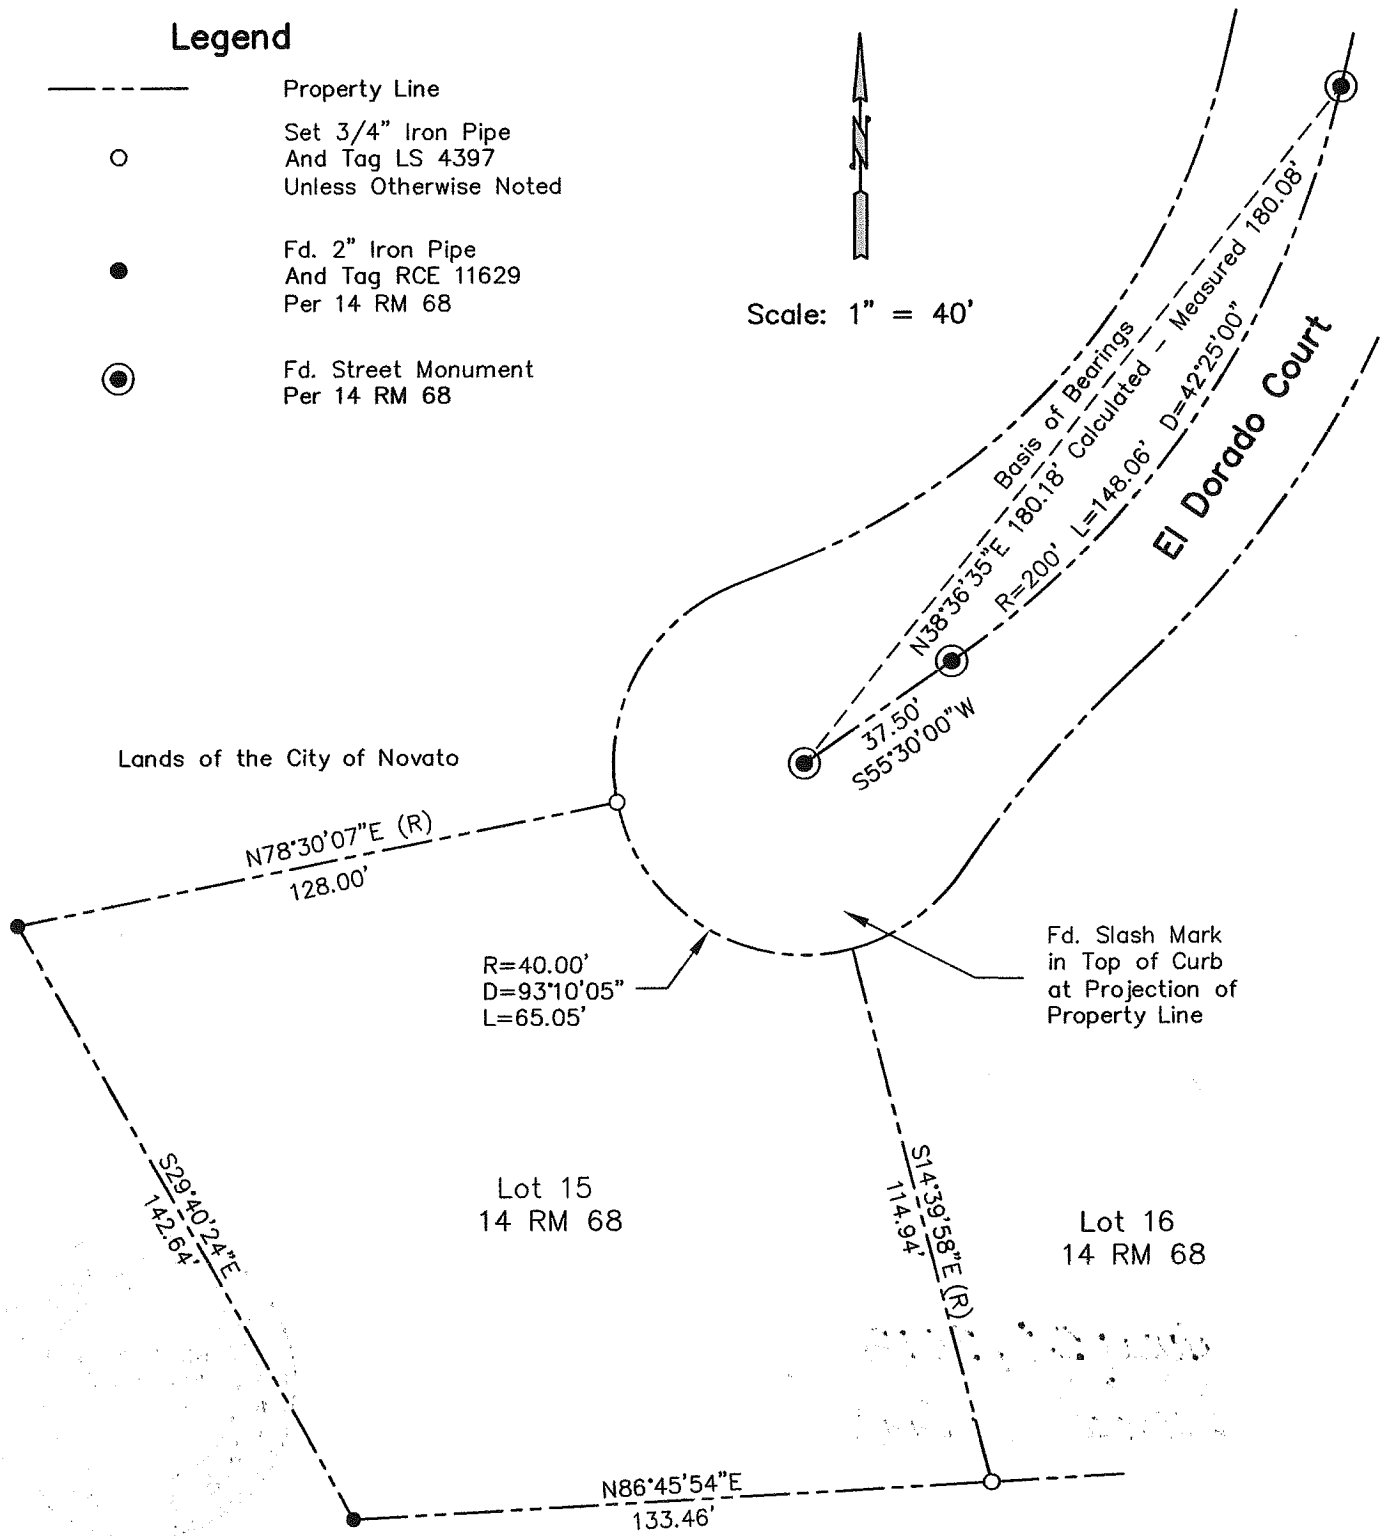 Legend
Property Line
Set 3/4" Iron Pipe
And Tag LS 4397
Unless Otherwise Noted
Fd. 2" Iron Pipe
And Tag RCE 11629
Per 14 RM 68
Fd. Street Monument
Per 14 RM 68
N
Scale: 1" = 40'
Basis of Bearings
N38°36'35"E 180.18' Calculated - Measured 180.08'
R=200' L=148.06' D=42°25'00"
El Dorado Court
37.50'
S55°30'00"W
Lands of the City of Novato
N78°30'07"E (R)
128.00'
R=40.00'
D=93°10'05"
L=65.05'
Fd. Slash Mark
in Top of Curb
at Projection of
Property Line
S29°40'24"E
142.64'
Lot 15
14 RM 68
S14°39'58"E (R)
114.94'
Lot 16
14 RM 68
N86°45'54"E
133.46'